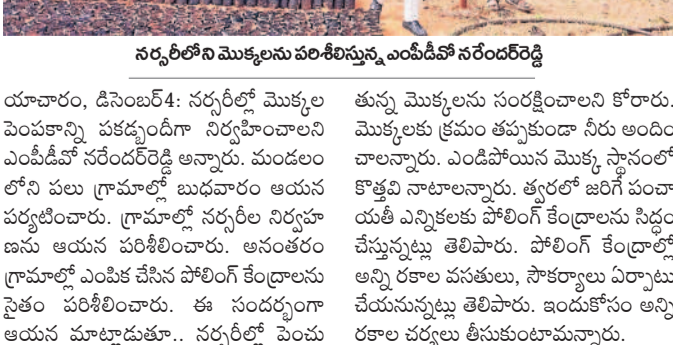 నర్సరీలోని మొక్కలను పరిశీలిస్తున్న ఎంపీడీవో నరేందర్‌రెడ్డి
యాచారం, డిసెంబర్4: నర్సరీల్లో మొక్కల
పెంపకాన్ని పకడ్బందీగా నిర్వహించాలని
ఎంపీడీవో నరేందర్‌రెడ్డి అన్నారు. మండలం
లోని పలు గ్రామాల్లో బుధవారం ఆయన
పర్యటించారు. గ్రామాల్లో నర్సరీల నిర్వహ
ణను ఆయన పరిశీలించారు. అనంతరం
గ్రామాల్లో ఎంపిక చేసిన పోలింగ్ కేంద్రాలను
సైతం పరిశీలించారు. ఈ సందర్భంగా
ఆయన మాట్లాడుతూ.. నర్సరీల్లో పెంచు
తున్న మొక్కలను సంరక్షించాలని కోరారు.
మొక్కలకు క్రమం తప్పకుండా నీరు అందిం
చాలన్నారు. ఎండిపోయిన మొక్క స్థానంలో
కొత్తవి నాటాలన్నారు. త్వరలో జరిగే పంచా
యతీ ఎన్నికలకు పోలింగ్ కేంద్రాలను సిద్ధం
చేస్తున్నట్లు తెలిపారు. పోలింగ్ కేంద్రాల్లో
అన్ని రకాల వసతులు, సౌకర్యాలు ఏర్పాటు
చేయనున్నట్లు తెలిపారు. ఇందుకోసం అన్ని
రకాల చర్యలు తీసుకుంటామన్నారు.